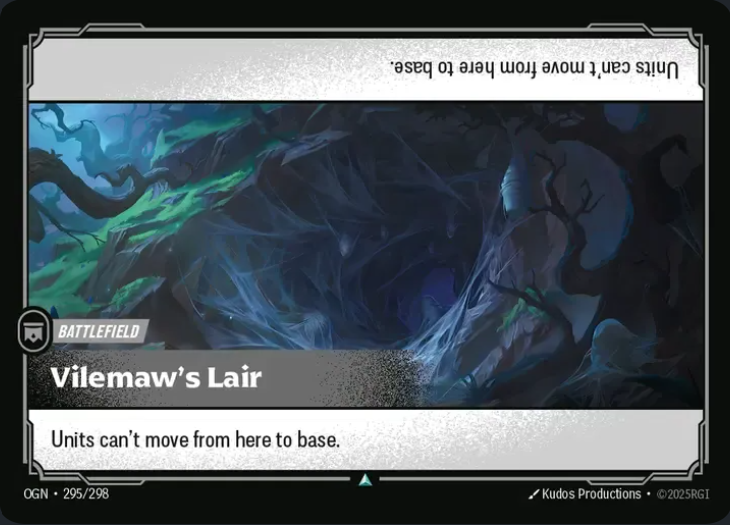 Units can't move from here to base.
BATTLEFIELD
Vilemaw's Lair
Units can't move from here to base.
OGN • 295/298
Kudos Productions • ©2025RGI